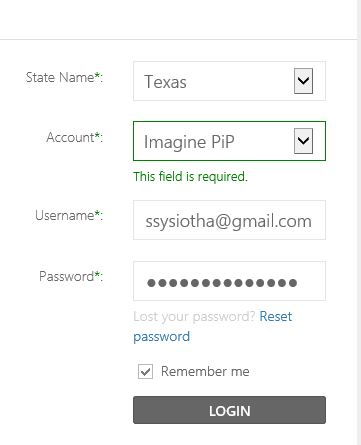 State Name*: Texas
Account*: Imagine PiP
This field is required.
Username*: ssysiotha@gmail.com
Password*: ●●●●●●●●●●●●●●
Lost your password? Reset
password
Remember me
LOGIN